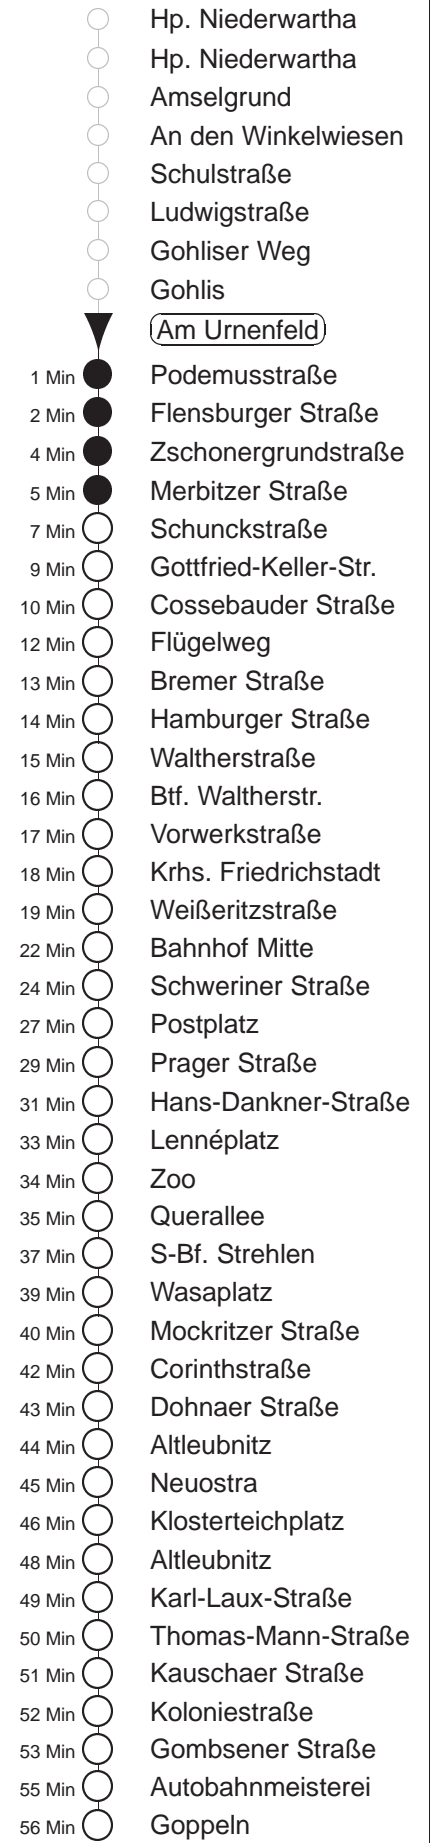 Hp. Niederwartha
Hp. Niederwartha
Amselgrund
An den Winkelwiesen
Schulstraße
Ludwigstraße
Gohliser Weg
Gohlis
Am Urnenfeld
1 Min Podemusstraße
2 Min Flensburger Straße
4 Min Zschonergrundstraße
5 Min Merbitzer Straße
7 Min Schunckstraße
9 Min Gottfried-Keller-Str.
10 Min Cossebauder Straße
12 Min Flügelweg
13 Min Bremer Straße
14 Min Hamburger Straße
15 Min Waltherstraße
16 Min Btf. Waltherstr.
17 Min Vorwerkstraße
18 Min Krhs. Friedrichstadt
19 Min Weißeritzstraße
22 Min Bahnhof Mitte
24 Min Schweriner Straße
27 Min Postplatz
29 Min Prager Straße
31 Min Hans-Dankner-Straße
33 Min Lennéplatz
34 Min Zoo
35 Min Querallee
37 Min S-Bf. Strehlen
39 Min Wasaplatz
40 Min Mockritzer Straße
42 Min Corinthstraße
43 Min Dohnaer Straße
44 Min Altleubnitz
45 Min Neuostra
46 Min Klosterteichplatz
48 Min Altleubnitz
49 Min Karl-Laux-Straße
50 Min Thomas-Mann-Straße
51 Min Kauschaer Straße
52 Min Koloniestraße
53 Min Gombsener Straße
55 Min Autobahnmeisterei
56 Min Goppeln